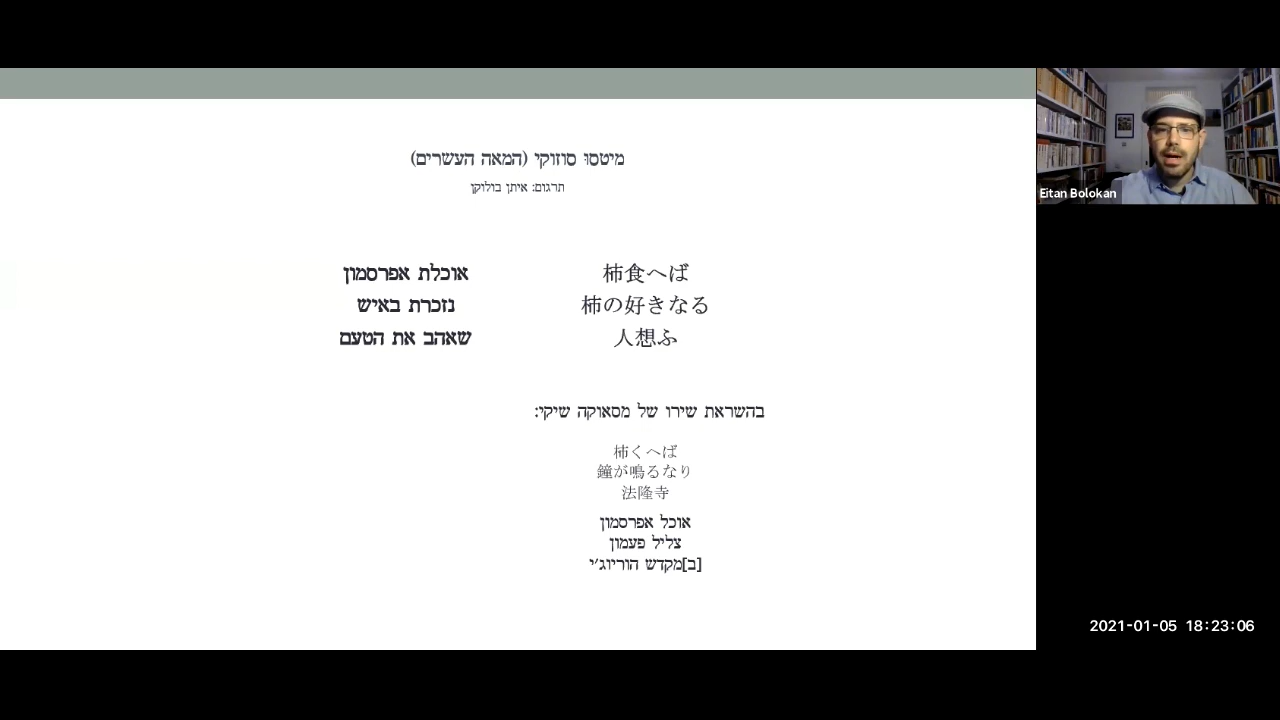 מיטסו סוזוקי (המאה העשרים)
תרגום: איתן בולוקן
אוכלת אפרסמון
נזכרת באיש
שאהב את הטעם
柿食へば
柿の好きなる
人想ふ
בהשראת שירו של מסאוקה שיקי:
柿くへば
鐘が鳴るなり
法隆寺
אוכל אפרסמון
צליל פעמון
[ב]מקדש הוריוג׳י
Eitan Bolokan
2021-01-05 18:23:06